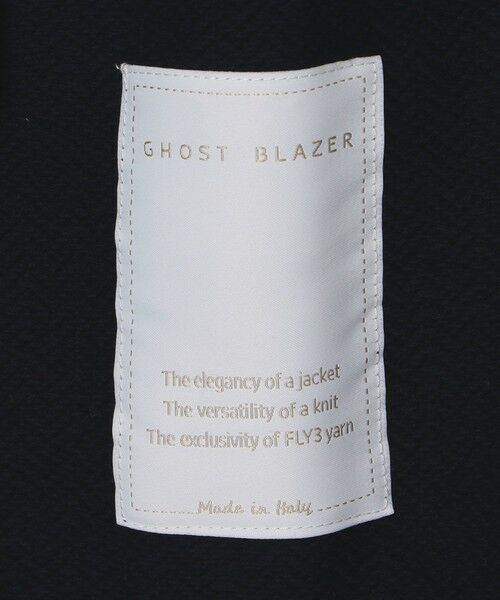 GHOST BLAZER
The elegancy of a jacket
The versatility of a knit
The exclusivity of FLY3 yarn
Made in Italy